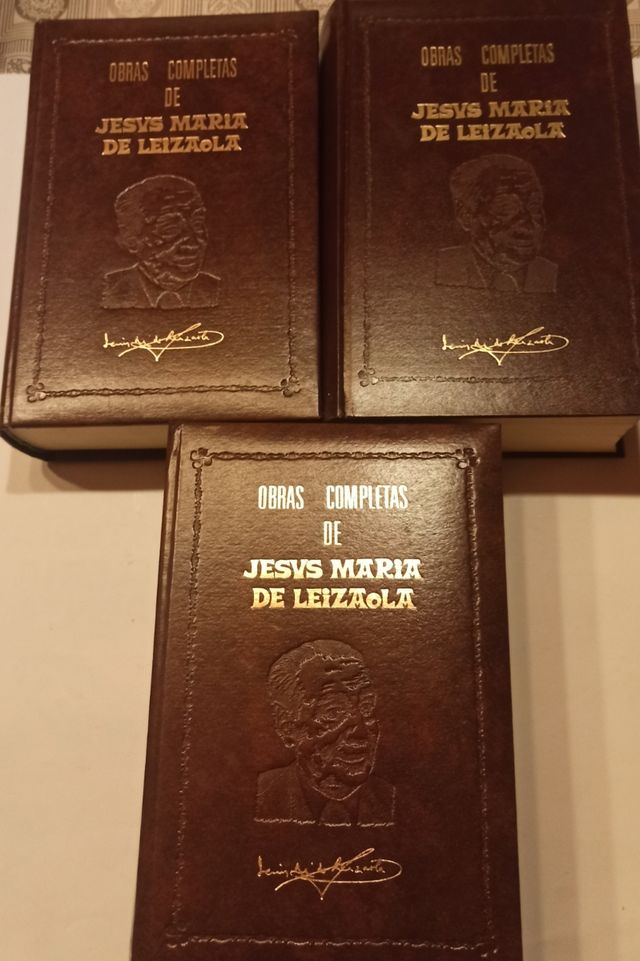 OBRAS COMPLETAS
DE
JESVS MARIA
DE LEIZAOLA
OBRAS COMPLETAS
DE
JESVS MARIA
DE LEIZAOLA
OBRAS COMPLETAS
DE
JESVS MARIA
DE LEIZAOLA